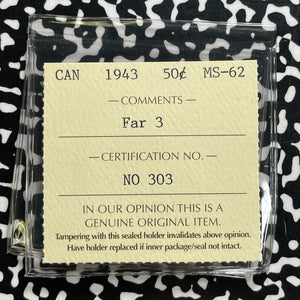 CAN 1943 50¢ MS-62
— COMMENTS —
Far 3
— CERTIFICATION NO. —
NO 303
IN OUR OPINION THIS IS A
GENUINE ORIGINAL ITEM.
Tampering with this sealed holder invalidates above opinion.
Have holder replaced if inner package/seal not intact.